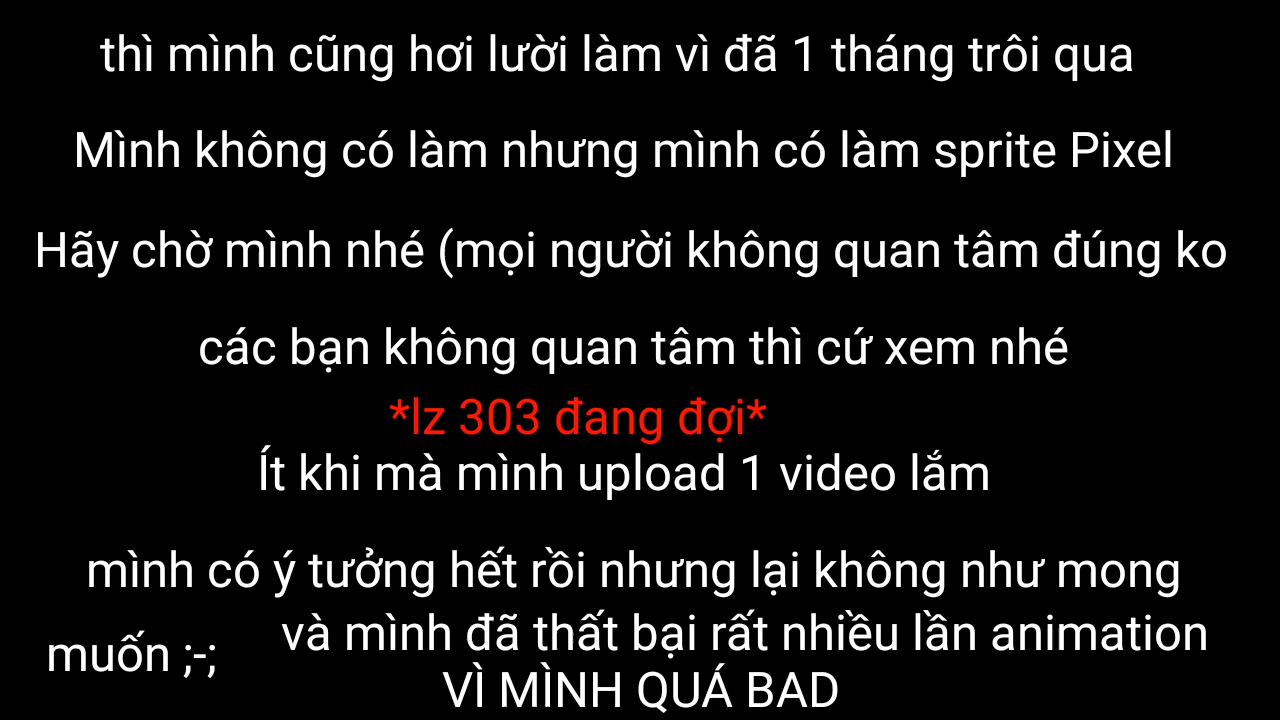 thì mình cũng hơi lười làm vì đã 1 tháng trôi qua
Mình không có làm nhưng mình có làm sprite Pixel
Hãy chờ mình nhé (mọi người không quan tâm đúng ko
các bạn không quan tâm thì cứ xem nhé
*lz 303 đang đợi*
Ít khi mà mình upload 1 video lắm
mình có ý tưởng hết rồi nhưng lại không như mong
muốn ;-;
và mình đã thất bại rất nhiều lần animation
VÌ MÌNH QUÁ BAD